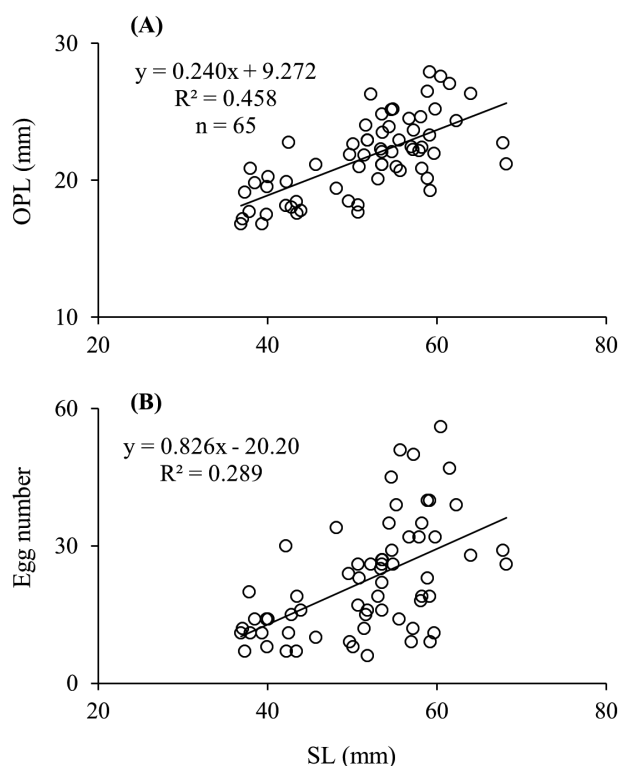 (A)
y = 0.240x + 9.272
R² = 0.458
n = 65
OPL (mm)
30
20
10
20 40 60 80
(B)
y = 0.826x - 20.20
R² = 0.289
Egg number
60
30
0
20 40 60 80
SL (mm)